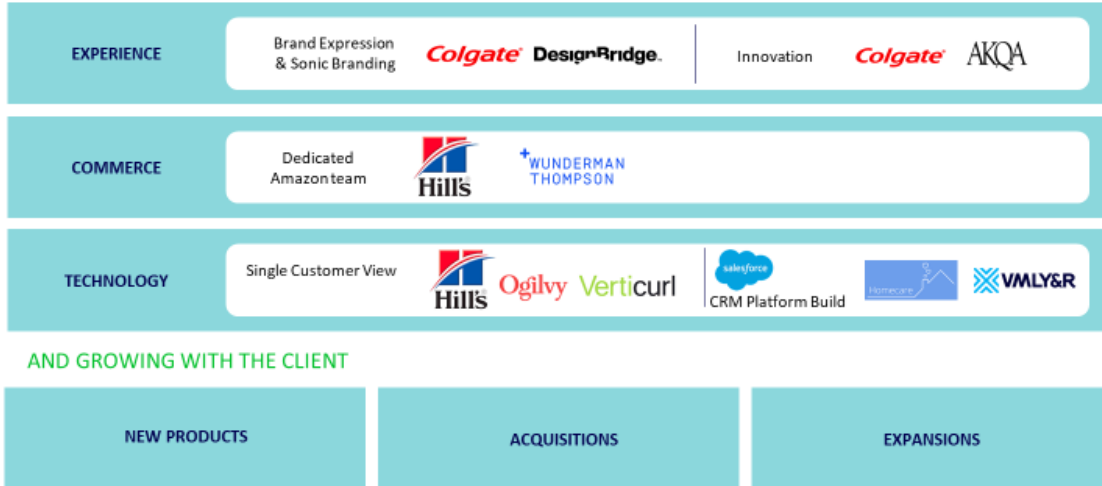 EXPERIENCE
Brand Expression
& Sonic Branding
Colgate®
DesignBridge.
Innovation
Colgate®
AKQA
COMMERCE
Dedicated
Amazon team
Hill's
WUNDERMAN
THOMPSON
TECHNOLOGY
Single Customer View
Hill's
Ogilvy
Verticurl
salesforce
CRM Platform Build
Homecare
VMLY&R
AND GROWING WITH THE CLIENT
NEW PRODUCTS
ACQUISITIONS
EXPANSIONS